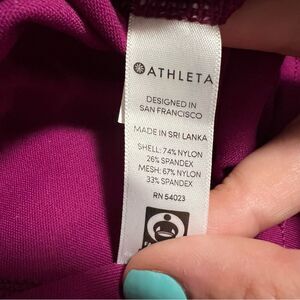 ATHLETA
DESIGNED IN
SAN FRANCISCO
MADE IN SRI LANKA
SHELL: 74% NYLON
26% SPANDEX
MESH: 67% NYLON
33% SPANDEX
RN 54023